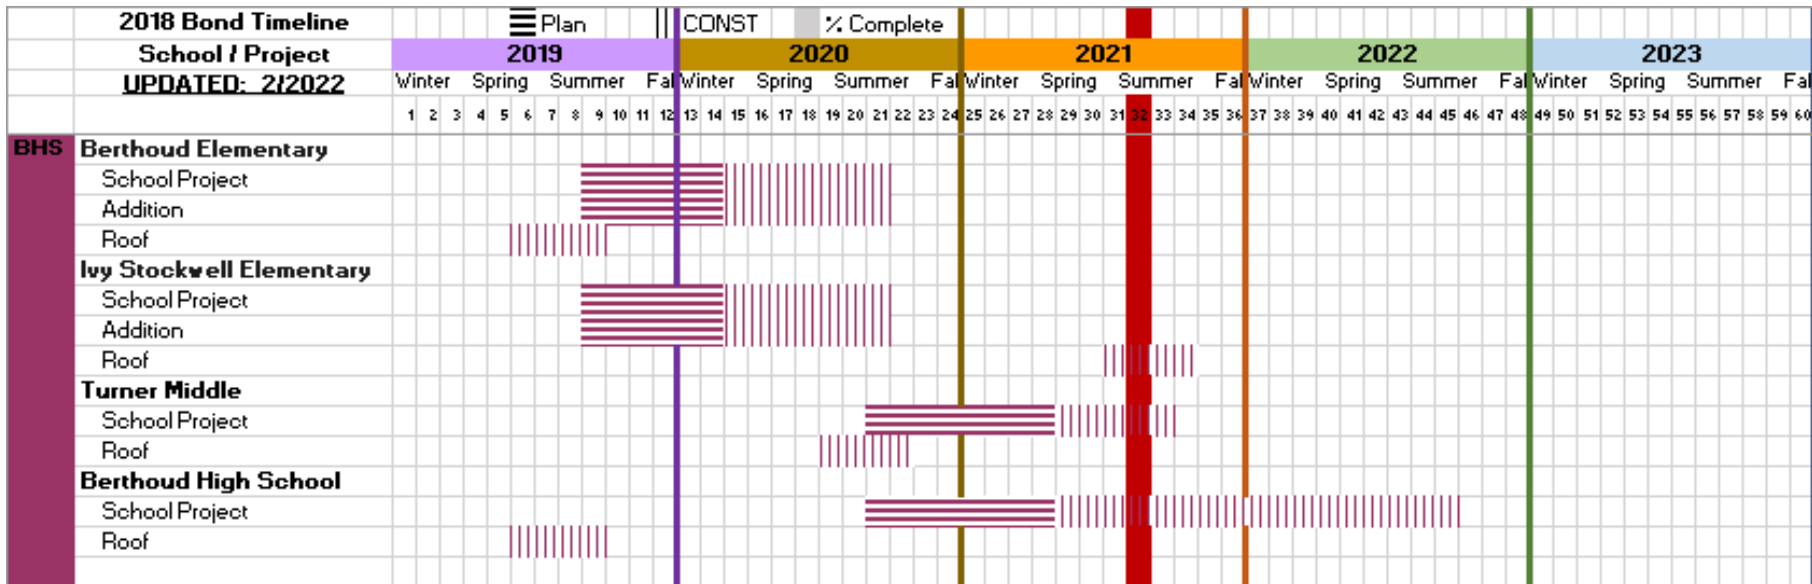 2018 Bond Timeline Plan CONST % Complete
School / Project 2019 2020 2021 2022 2023
UPDATED: 2/2022 Winter Spring Summer Fal Winter Spring Summer Fal Winter Spring Summer Fal Winter Spring Summer Fal Winter Spring Summer Fal
1 2 3 4 5 6 7 8 9 10 11 12 13 14 15 16 17 18 19 20 21 22 23 24 25 26 27 28 29 30 31 32 33 34 35 36 37 38 39 40 41 42 43 44 45 46 47 48 49 50 51 52 53 54 55 56 57 58 59 60
BHS Berthoud Elementary
School Project
Addition
Roof
Ivy Stockwell Elementary
School Project
Addition
Roof
Turner Middle
School Project
Roof
Berthoud High School
School Project
Roof